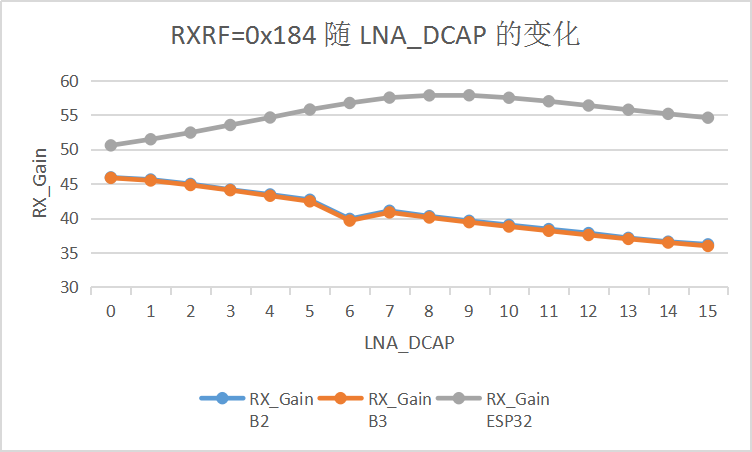 RXRF=0x184 随 LNA_DCAP 的变化
60
55
50
45
40
35
30
RX_Gain
0 1 2 3 4 5 6 7 8 9 10 11 12 13 14 15
LNA_DCAP
RX_Gain B2
RX_Gain B3
RX_Gain ESP32